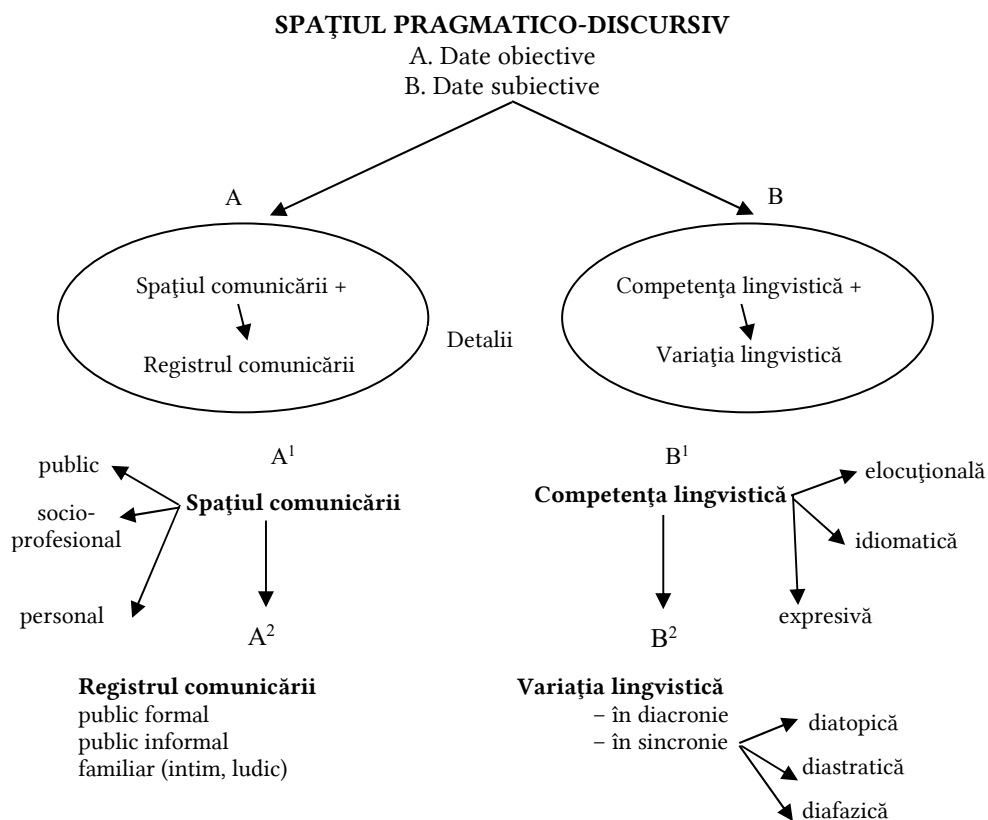 SPAŢIUL PRAGMATICO-DISCURSIV
A. Date obiective
B. Date subiective
A
B
Spaţiul comunicării +
Registrul comunicării
Detalii
Competenţa lingvistică +
Variaţia lingvistică
A¹
public
socio-
profesional
personal
Spaţiul comunicării
A²
Registrul comunicării
public formal
public informal
familiar (intim, ludic)
B¹
Competenţa lingvistică
elocuţională
idiomatică
expresivă
B²
Variaţia lingvistică
– în diacronie
– în sincronie
diatopică
diastratică
diafazică